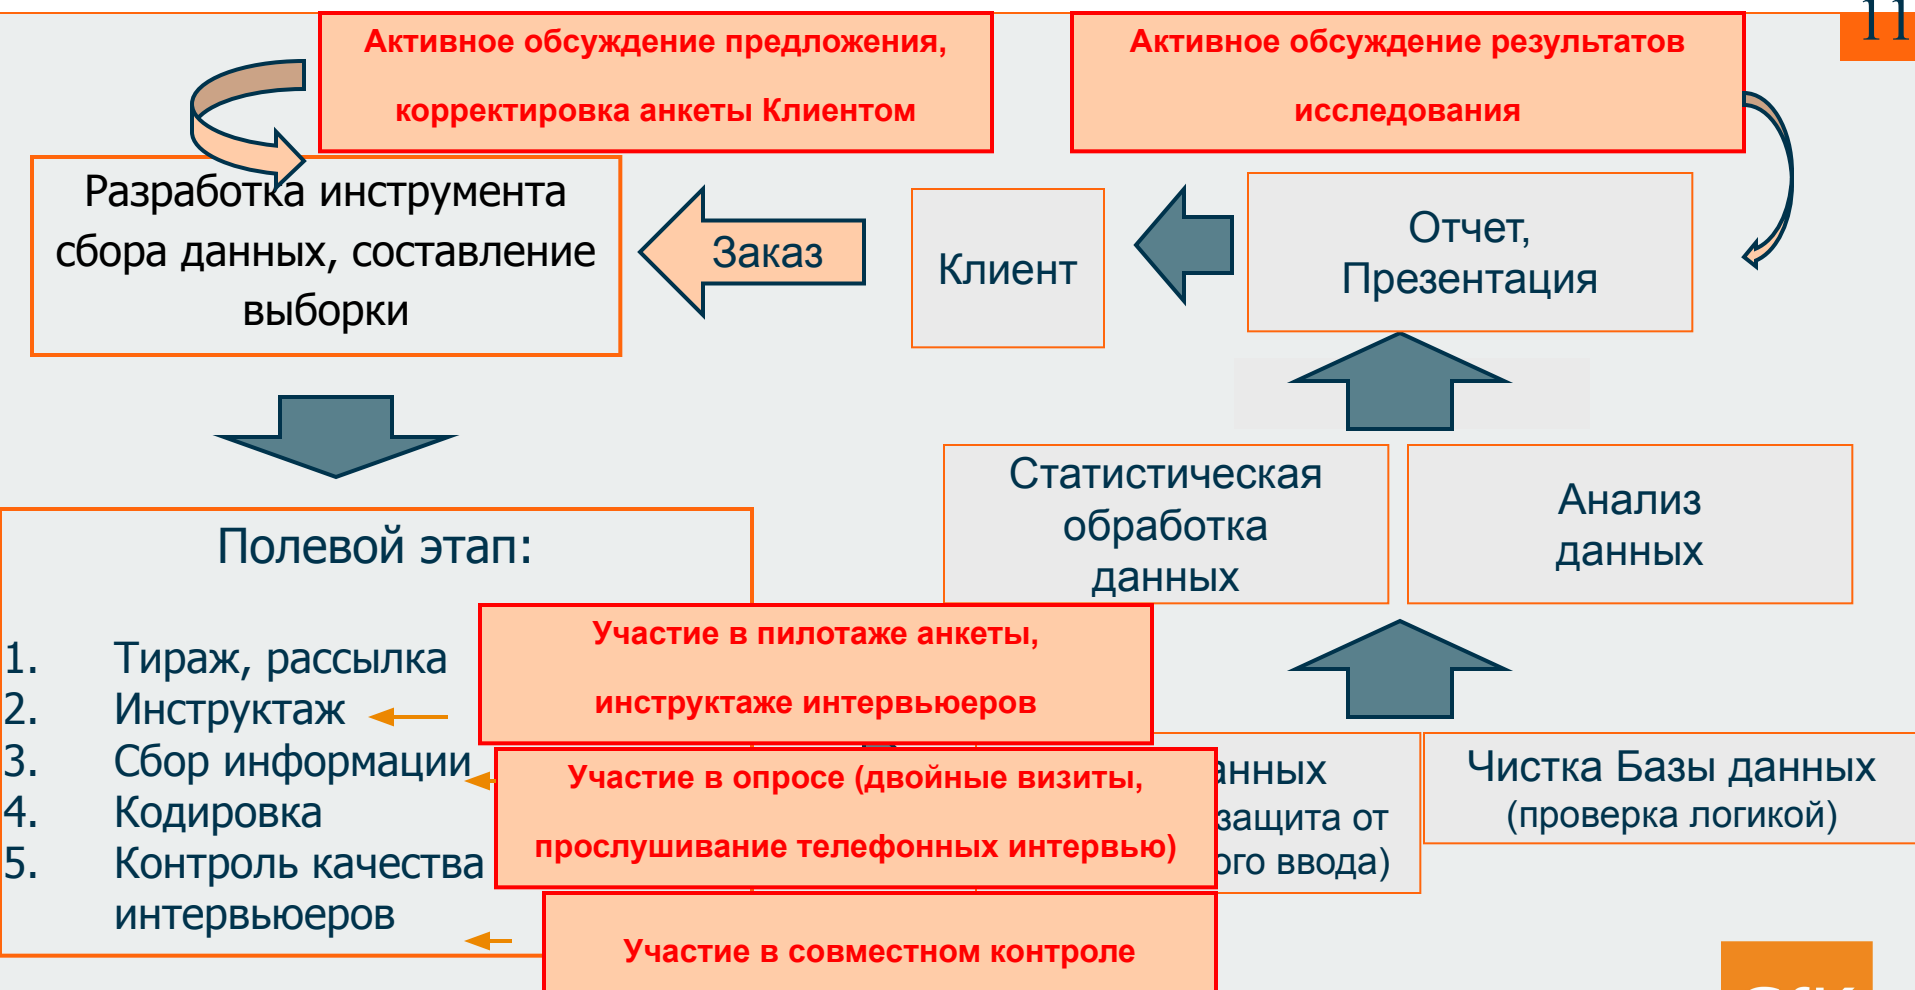 11
Активное обсуждение предложения,
корректировка анкеты Клиентом
Активное обсуждение результатов
исследования
Разработка инструмента
сбора данных, составление
выборки
Заказ
Клиент
Отчет,
Презентация
Статистическая
обработка
данных
Анализ
данных
Полевой этап:
1. Тираж, рассылка
2. Инструктаж
3. Сбор информации
4. Кодировка
5. Контроль качества
интервьюеров
Участие в пилотаже анкеты,
инструктаже интервьюеров
Участие в опросе (двойные визиты,
прослушивание телефонных интервью)
Участие в совместном контроле
защита от
ввода)
Чистка Базы данных
(проверка логикой)